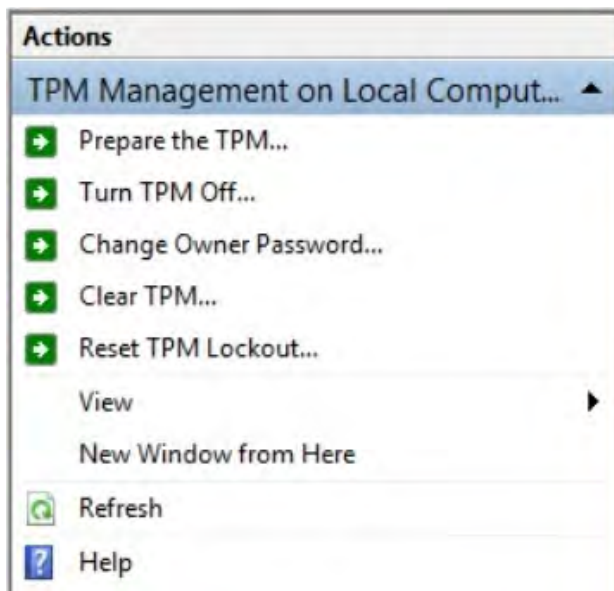 Actions
TPM Management on Local Comput...
Prepare the TPM...
Turn TPM Off...
Change Owner Password...
Clear TPM...
Reset TPM Lockout...
View
New Window from Here
Refresh
Help